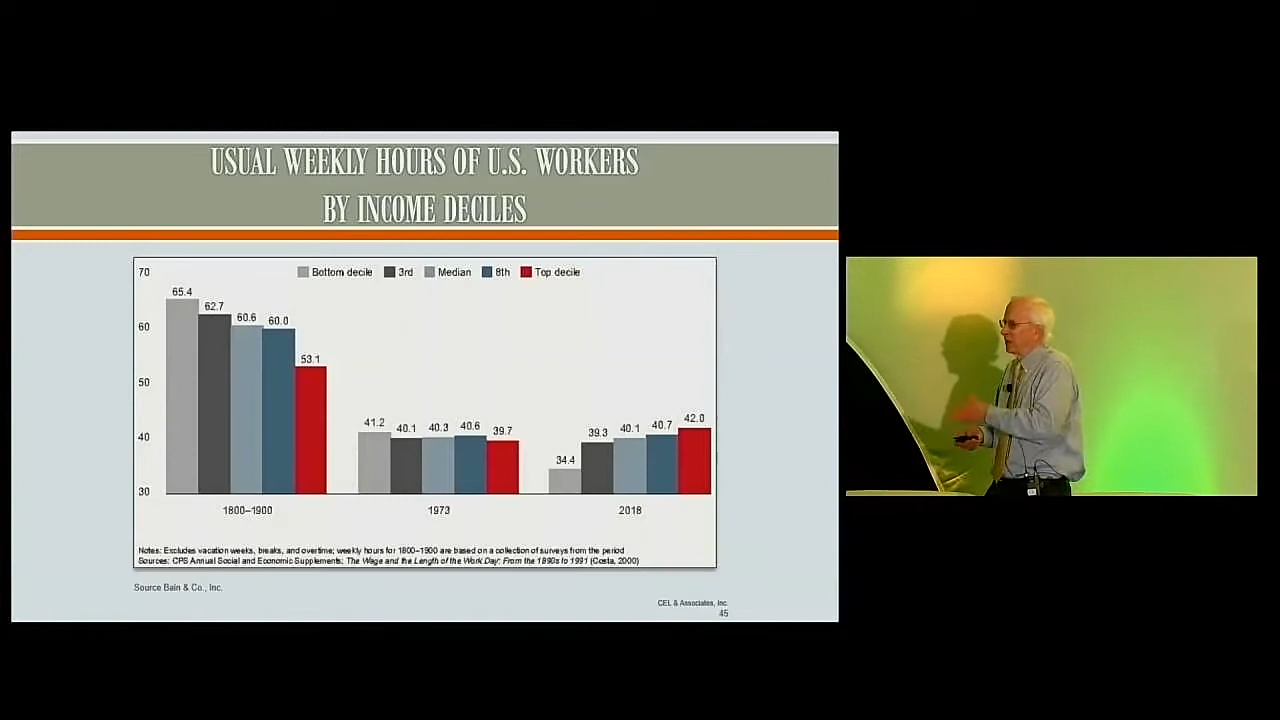 USUAL WEEKLY HOURS OF U.S. WORKERS
BY INCOME DECILES
70
60
50
40
30
Bottom decile 3rd Median 8th Top decile
65.4 62.7 60.6 60.0 53.1
41.2 40.1 40.3 40.6 39.7
34.4 39.3 40.1 40.7 42.0
1800–1900 1973 2018
Notes: Excludes vacation weeks, breaks, and overtime; weekly hours for 1800–1900 are based on a collection of surveys from the period
Sources: CPS Annual Social and Economic Supplements; The Wage and the Length of the Work Day: From the 1890s to 1991 (Costa, 2000)
Source Bain & Co., Inc.
CEL & Associates, Inc.
45